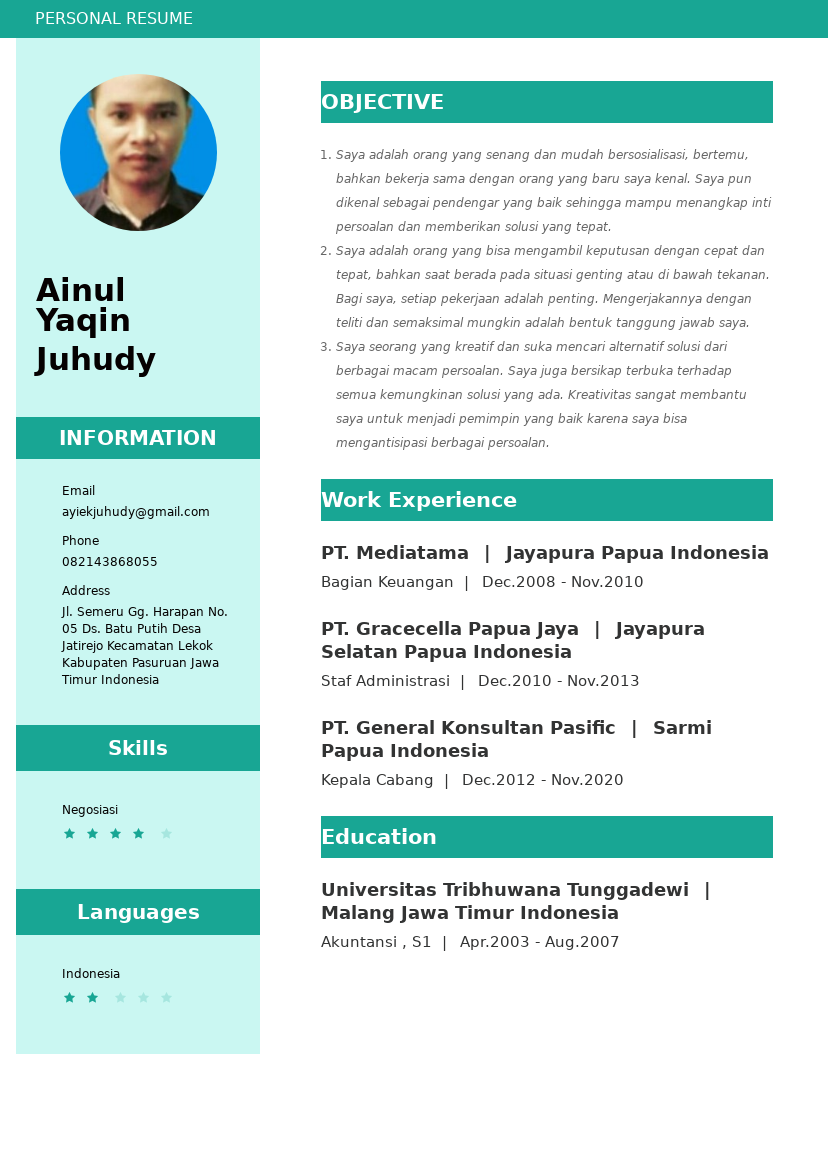 PERSONAL RESUME
Ainul
Yaqin
Juhudy
INFORMATION
Email
ayiekjuhudy@gmail.com
Phone
082143868055
Address
Jl. Semeru Gg. Harapan No.
05 Ds. Batu Putih Desa
Jatirejo Kecamatan Lekok
Kabupaten Pasuruan Jawa
Timur Indonesia
Skills
Negosiasi
Languages
Indonesia
OBJECTIVE
1. Saya adalah orang yang senang dan mudah bersosialisasi, bertemu,
bahkan bekerja sama dengan orang yang baru saya kenal. Saya pun
dikenal sebagai pendengar yang baik sehingga mampu menangkap inti
persoalan dan memberikan solusi yang tepat.
2. Saya adalah orang yang bisa mengambil keputusan dengan cepat dan
tepat, bahkan saat berada pada situasi genting atau di bawah tekanan.
Bagi saya, setiap pekerjaan adalah penting. Mengerjakannya dengan
teliti dan semaksimal mungkin adalah bentuk tanggung jawab saya.
3. Saya seorang yang kreatif dan suka mencari alternatif solusi dari
berbagai macam persoalan. Saya juga bersikap terbuka terhadap
semua kemungkinan solusi yang ada. Kreativitas sangat membantu
saya untuk menjadi pemimpin yang baik karena saya bisa
mengantisipasi berbagai persoalan.
Work Experience
PT. Mediatama | Jayapura Papua Indonesia
Bagian Keuangan | Dec.2008 - Nov.2010
PT. Gracecella Papua Jaya | Jayapura
Selatan Papua Indonesia
Staf Administrasi | Dec.2010 - Nov.2013
PT. General Konsultan Pasific | Sarmi
Papua Indonesia
Kepala Cabang | Dec.2012 - Nov.2020
Education
Universitas Tribhuwana Tunggadewi |
Malang Jawa Timur Indonesia
Akuntansi , S1 | Apr.2003 - Aug.2007